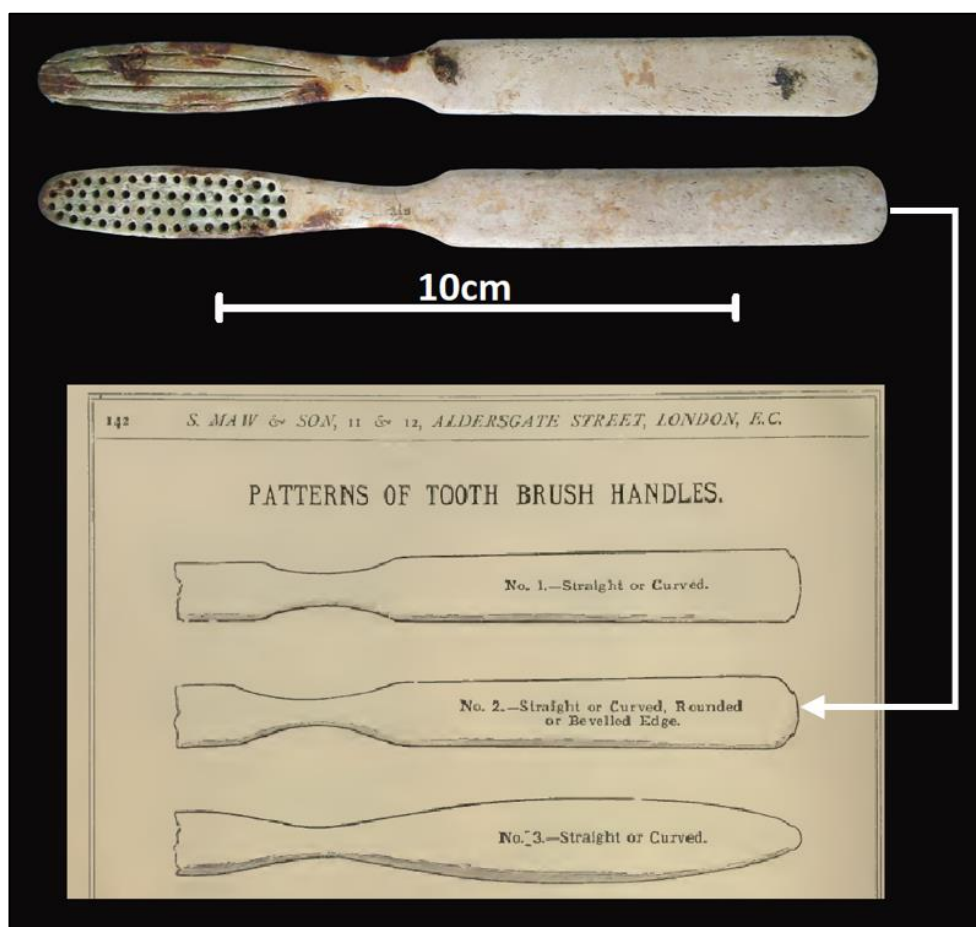 10cm
142 S. MAW & SON, 11 & 12, ALDERSGATE STREET, LONDON, E.C.
PATTERNS OF TOOTH BRUSH HANDLES.
No. 1.—Straight or Curved.
No. 2.—Straight or Curved, Rounded
or Bevelled Edge.
No. 3.—Straight or Curved.